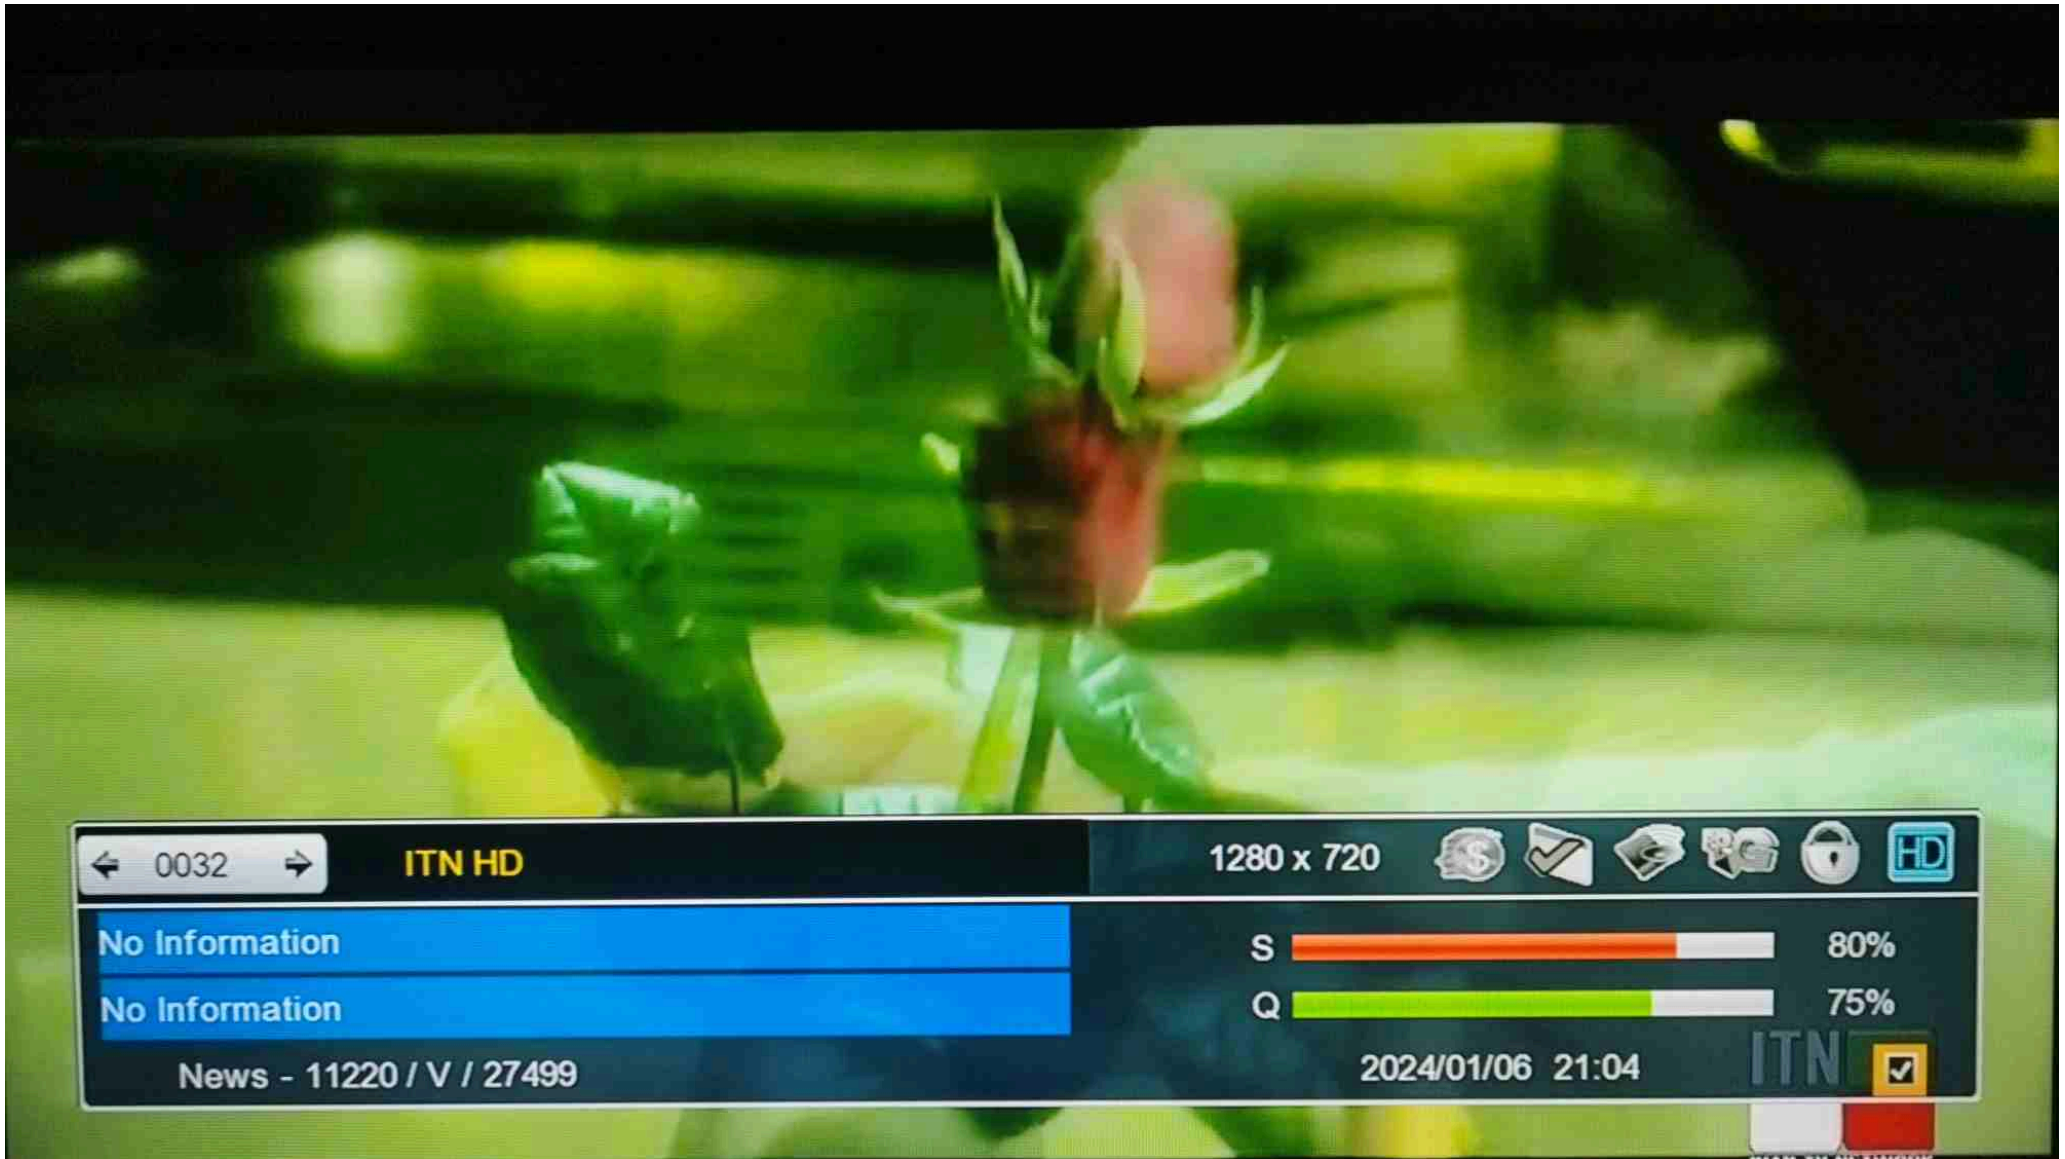 0032
ITN HD
1280 x 720
HD
No Information
S 80%
No Information
Q 75%
News - 11220 / V / 27499
2024/01/06 21:04
ITN